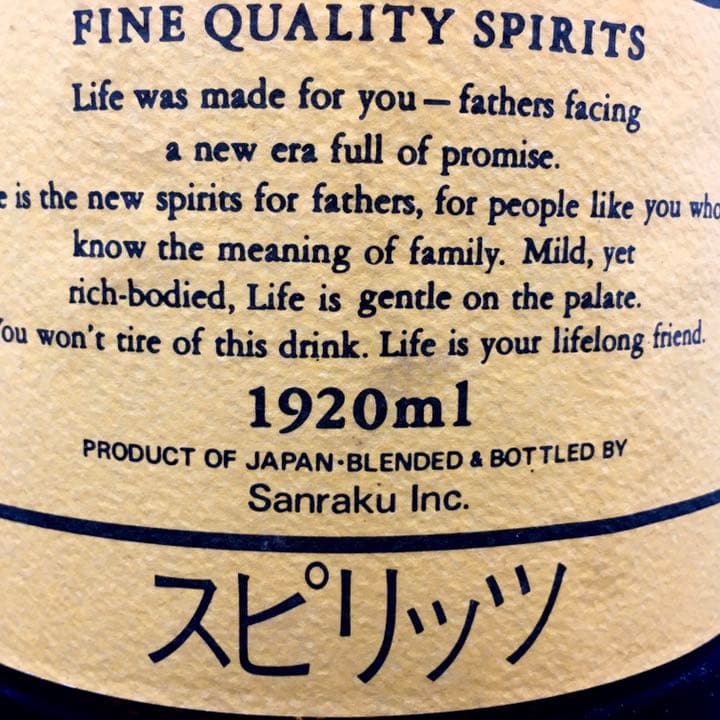 FINE QUALITY SPIRITS
Life was made for you — fathers facing
a new era full of promise.
is the new spirits for fathers, for people like you who
know the meaning of family. Mild, yet
rich-bodied, Life is gentle on the palate.
You won't tire of this drink. Life is your lifelong friend.
1920ml
PRODUCT OF JAPAN·BLENDED & BOTTLED BY
Sanraku Inc.
スピリッツ